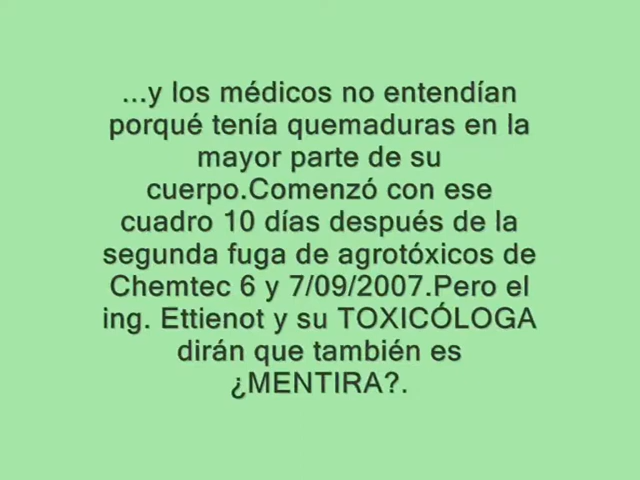 ...y los médicos no entendían
porqué tenía quemaduras en la
mayor parte de su
cuerpo.Comenzó con ese
cuadro 10 días después de la
segunda fuga de agrotóxicos de
Chemtec 6 y 7/09/2007.Pero el
ing. Ettienot y su TOXICÓLOGA
dirán que también es
¿MENTIRA?.